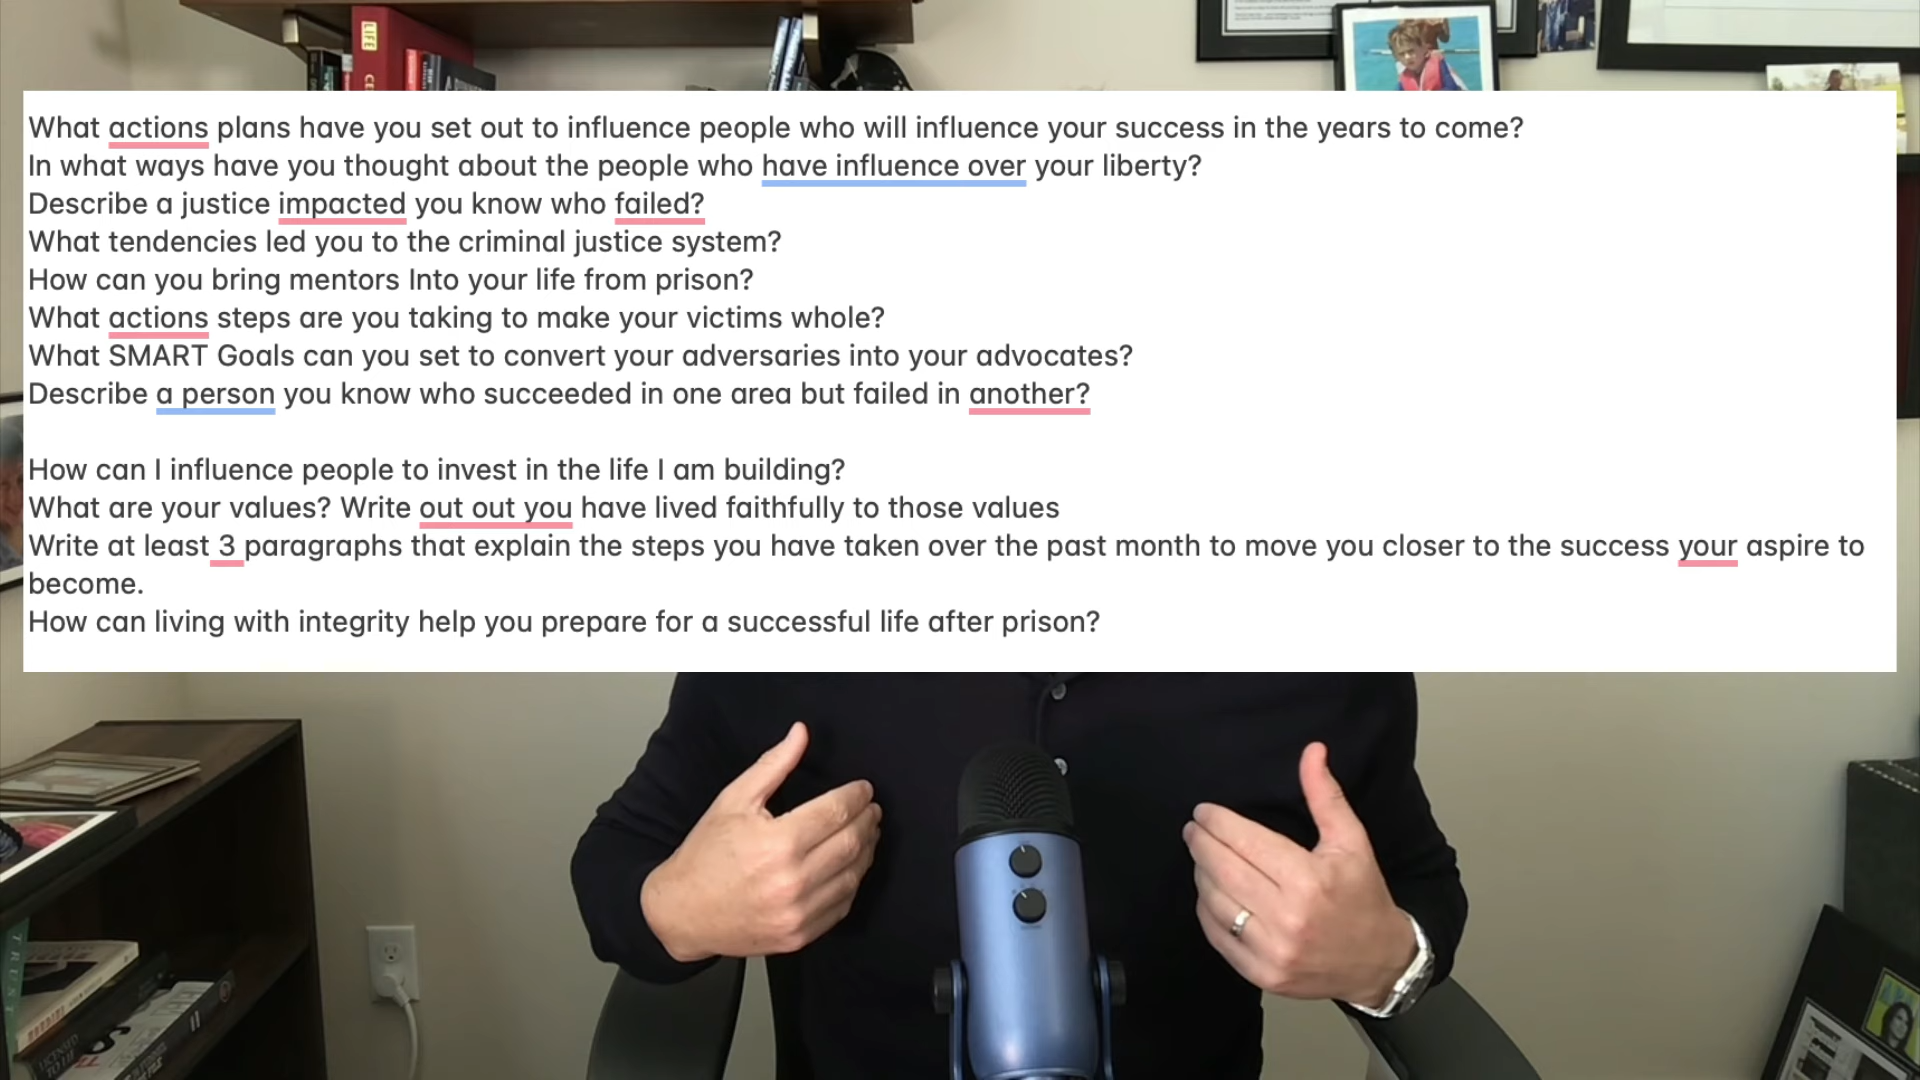 LIFE
What actions plans have you set out to influence people who will influence your success in the years to come?
In what ways have you thought about the people who have influence over your liberty?
Describe a justice impacted you know who failed?
What tendencies led you to the criminal justice system?
How can you bring mentors Into your life from prison?
What actions steps are you taking to make your victims whole?
What SMART Goals can you set to convert your adversaries into your advocates?
Describe a person you know who succeeded in one area but failed in another?
How can I influence people to invest in the life I am building?
What are your values? Write out out you have lived faithfully to those values
Write at least 3 paragraphs that explain the steps you have taken over the past month to move you closer to the success your aspire to
become.
How can living with integrity help you prepare for a successful life after prison?
TRUST